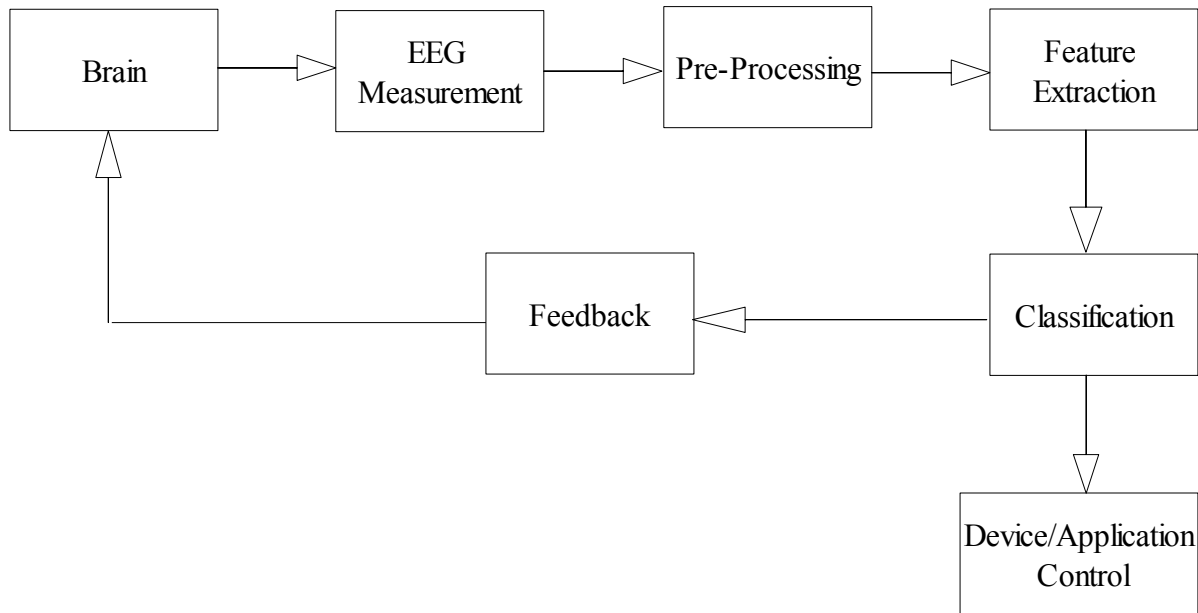 Brain
EEG
Measurement
Pre-Processing
Feature
Extraction
Feedback
Classification
Device/Application
Control